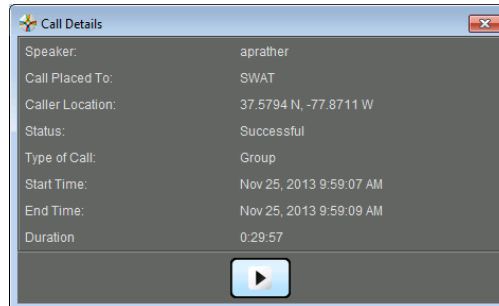 Call Details
Speaker: aprather
Call Placed To: SWAT
Caller Location: 37.5794 N, -77.8711 W
Status: Successful
Type of Call: Group
Start Time: Nov 25, 2013 9:59:07 AM
End Time: Nov 25, 2013 9:59:09 AM
Duration 0:29:57